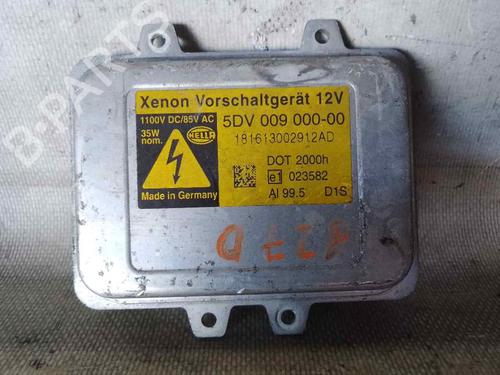 Xenon Vorschaltgerät 12V
1100V DC/85V AC
35W nom.
HELLA
5DV 009 000-00
181613002912AD
DOT 2000h
e1 023582
Made in Germany
Al 99.5 D1S
B-PARTS